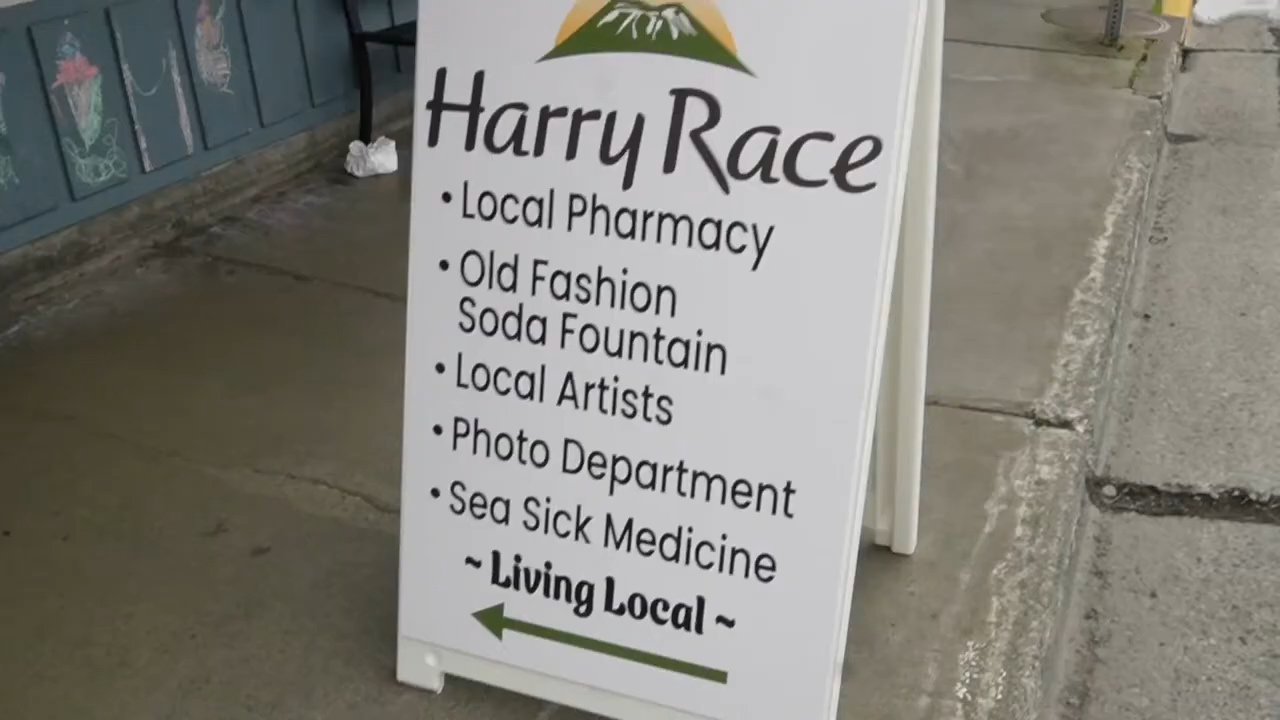 Harry Race
• Local Pharmacy
• Old Fashion
Soda Fountain
• Local Artists
• Photo Department
• Sea Sick Medicine
~ Living Local ~